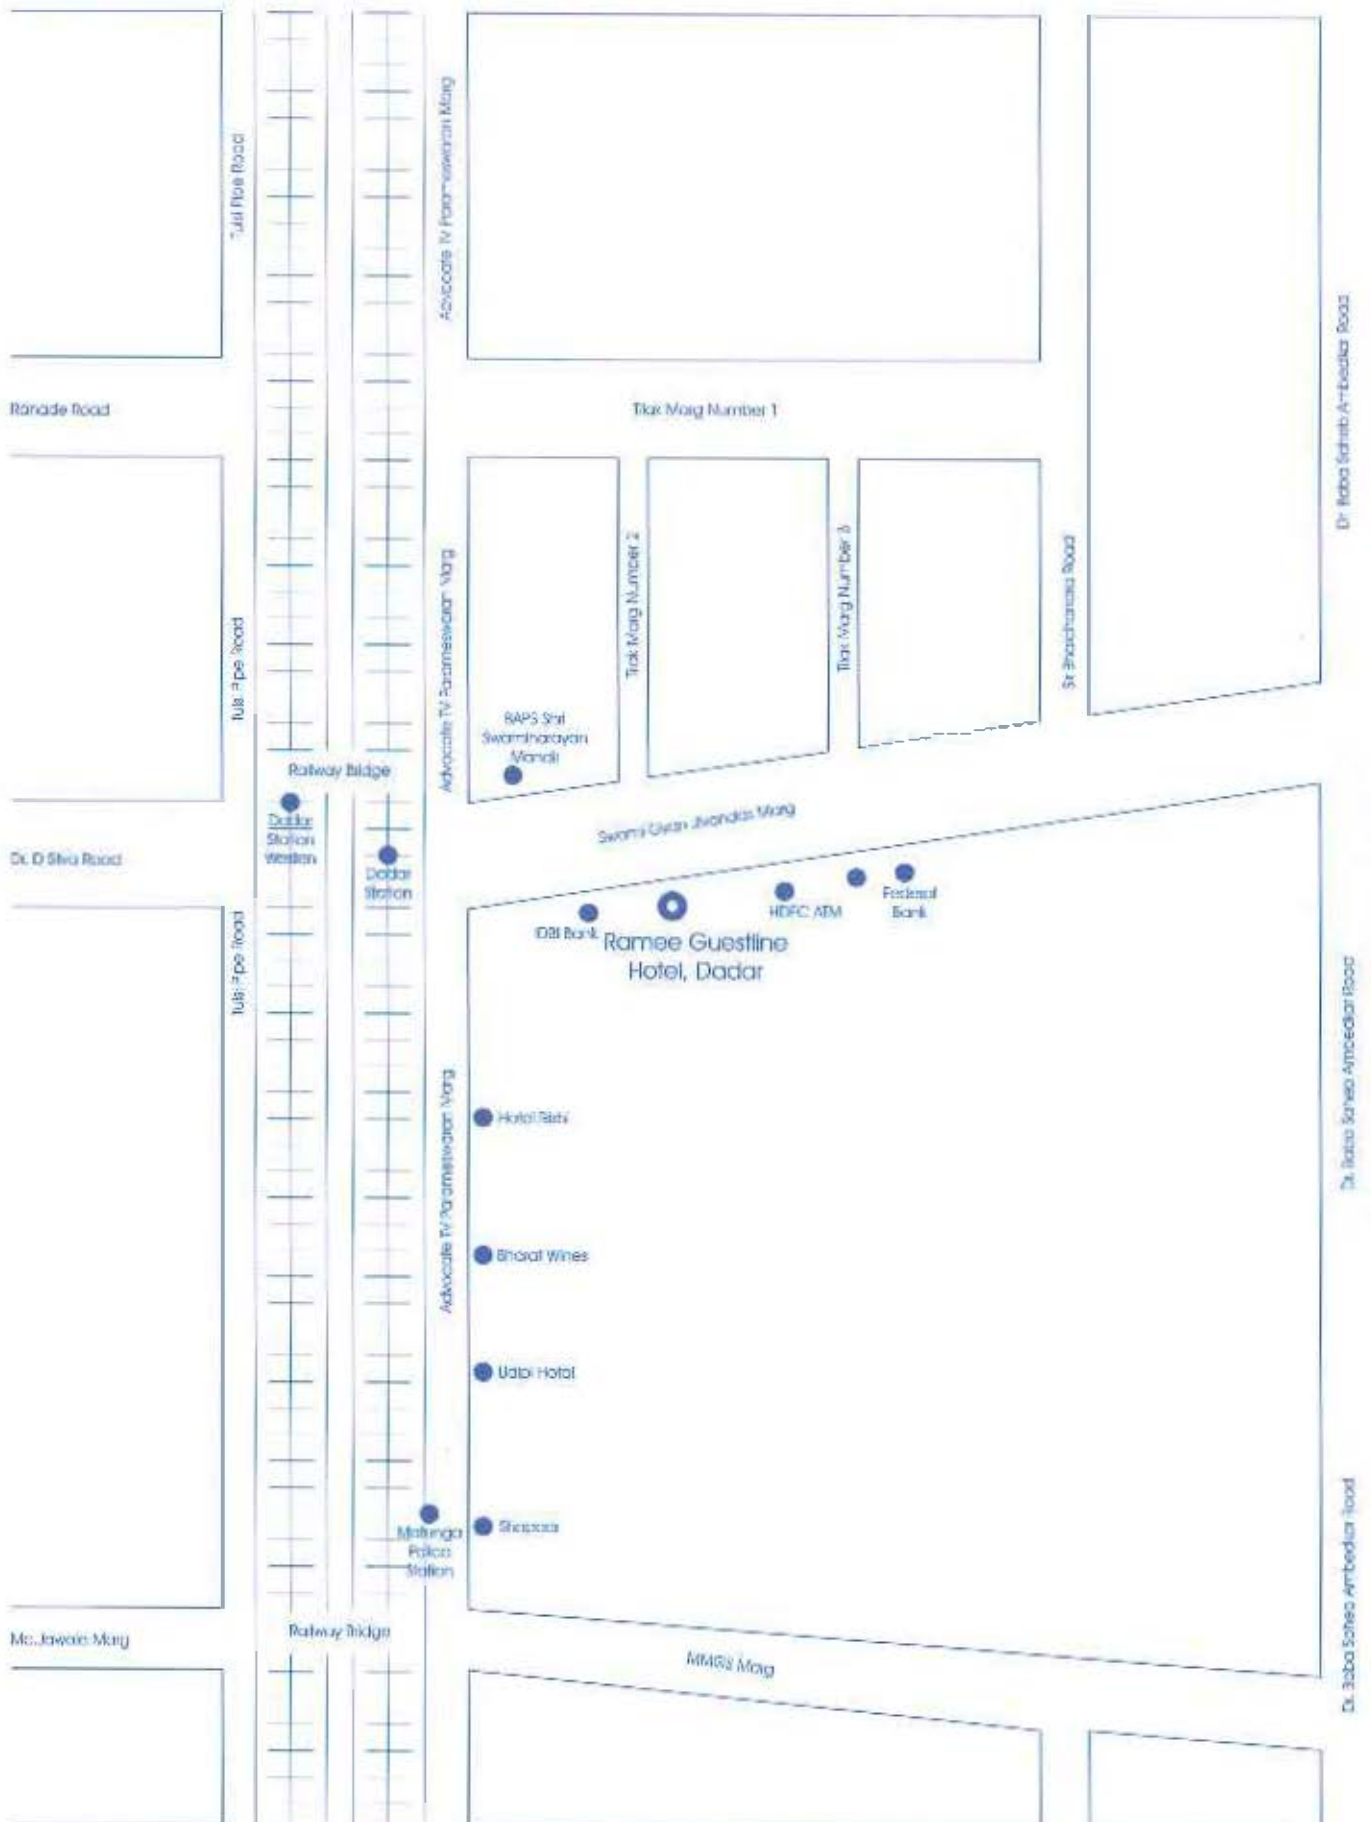 Tulsi Pipe Road
Advocate TV Parameswaran Marg
Dr. Baba Saheb Ambedkar Road
Ranade Road
Tilak Marg Number 1
Tulsi Pipe Road
Advocate TV Parameswaran Marg
Tilak Marg Number 2
Tilak Marg Number 3
Road
BAPS Shri
Swaminarayan
Mandir
Railway Bridge
Dadar
Station
Western
Dadar
Station
Dr. D Silva Road
Swami Gyan Jivandas Marg
IDBI Bank
Ramee Guestline
Hotel, Dadar
HDFC ATM
Federal
Bank
Tulsi Pipe Road
Dr. Baba Saheb Ambedkar Road
Advocate TV Parameswaran Marg
Hotel
Bharat Wines
Udipi Hotel
Matunga
Police
Station
Dr. Baba Saheb Ambedkar Road
Railway Bridge
Marg
Marg